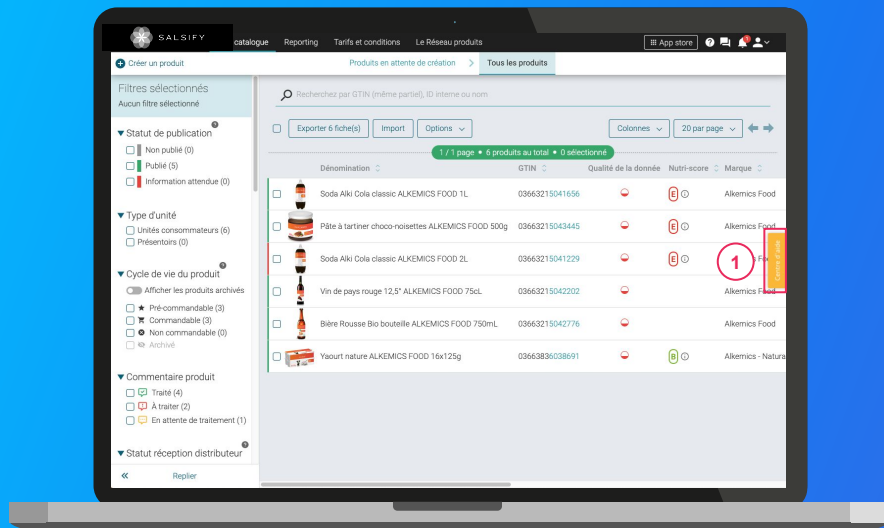 SALSIFY
catalogue Reporting Tarifs et conditions Le Réseau produits App store
Créer un produit Produits en attente de création > Tous les produits
Filtres sélectionnés
Aucun filtre sélectionné
Recherchez par GTIN (même partiel), ID interne ou nom
Exporter 6 fiche(s) Import Options Colonnes 20 par page
1 / 1 page • 6 produits au total • 0 sélectionné
Dénomination GTIN Qualité de la donnée Nutri-score Marque
Soda Alki Cola classic ALKEMICS FOOD 1L 03663215041656 E Alkemics Food
Pâte à tartiner choco-noisettes ALKEMICS FOOD 500g 03663215043445 E Alkemics Food
Soda Alki Cola classic ALKEMICS FOOD 2L 03663215041229 E
Vin de pays rouge 12,5° ALKEMICS FOOD 75cL 03663215042202 Alkemics Food
Bière Rousse Bio bouteille ALKEMICS FOOD 750mL 03663215042776 Alkemics Food
Yaourt nature ALKEMICS FOOD 16x125g 03663836038691 B Alkemics - Natura
1
Centre d'aide
Statut de publication
Non publié (0)
Publié (5)
Information attendue (0)
Type d'unité
Unités consommateurs (6)
Présentoirs (0)
Cycle de vie du produit
Afficher les produits archivés
Pré-commandable (3)
Commandable (3)
Non commandable (0)
Archivé
Commentaire produit
Traité (4)
À traiter (2)
En attente de traitement (1)
Statut réception distributeur
Replier